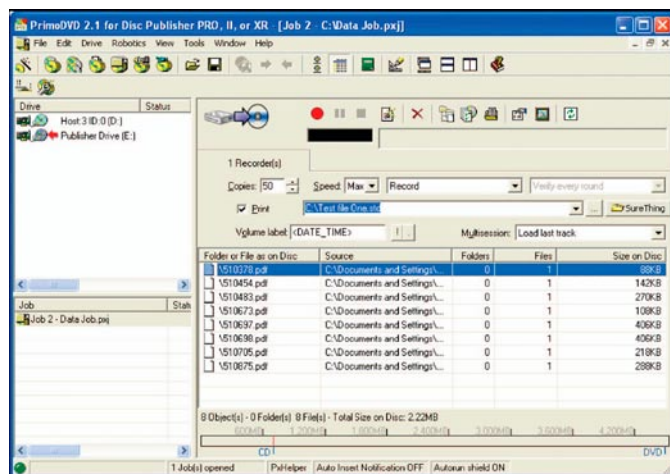 PrimoDVD 2.1 for Disc Publisher PRO, II, or XR - [Job 2 - C:\Data Job.pxj]
File Edit Drive Robotics View Tools Window Help
Drive Status
Host:3 ID:0 (D:)
Publisher Drive (E:)
1 Recorder(s)
Copies: 50 Speed: Max Record Verify every round
Print C:\Test file One.std ... SureThing
Volume label: <DATE_TIME> ! . Multisession: Load last track
Folder or File as on Disc Source Folders Files Size on Disc
\510378.pdf C:\Documents and Settings\... 0 1 88KB
\510454.pdf C:\Documents and Settings\... 0 1 142KB
\510483.pdf C:\Documents and Settings\... 0 1 270KB
\510673.pdf C:\Documents and Settings\... 0 1 108KB
\510697.pdf C:\Documents and Settings\... 0 1 406KB
\510698.pdf C:\Documents and Settings\... 0 1 406KB
\510705.pdf C:\Documents and Settings\... 0 1 218KB
\510875.pdf C:\Documents and Settings\... 0 1 288KB
Job Stat
Job 2 - Data Job.pxj
8 Object(s) - 0 Folder(s) 8 File(s) - Total Size on Disc: 2.22MB
600MB 1.200MB 1.800MB 2.400MB 3.000MB 3.600MB 4.200MB
CD DVD
1 Job(s) opened PxHelper Auto Insert Notification OFF Autorun shield ON